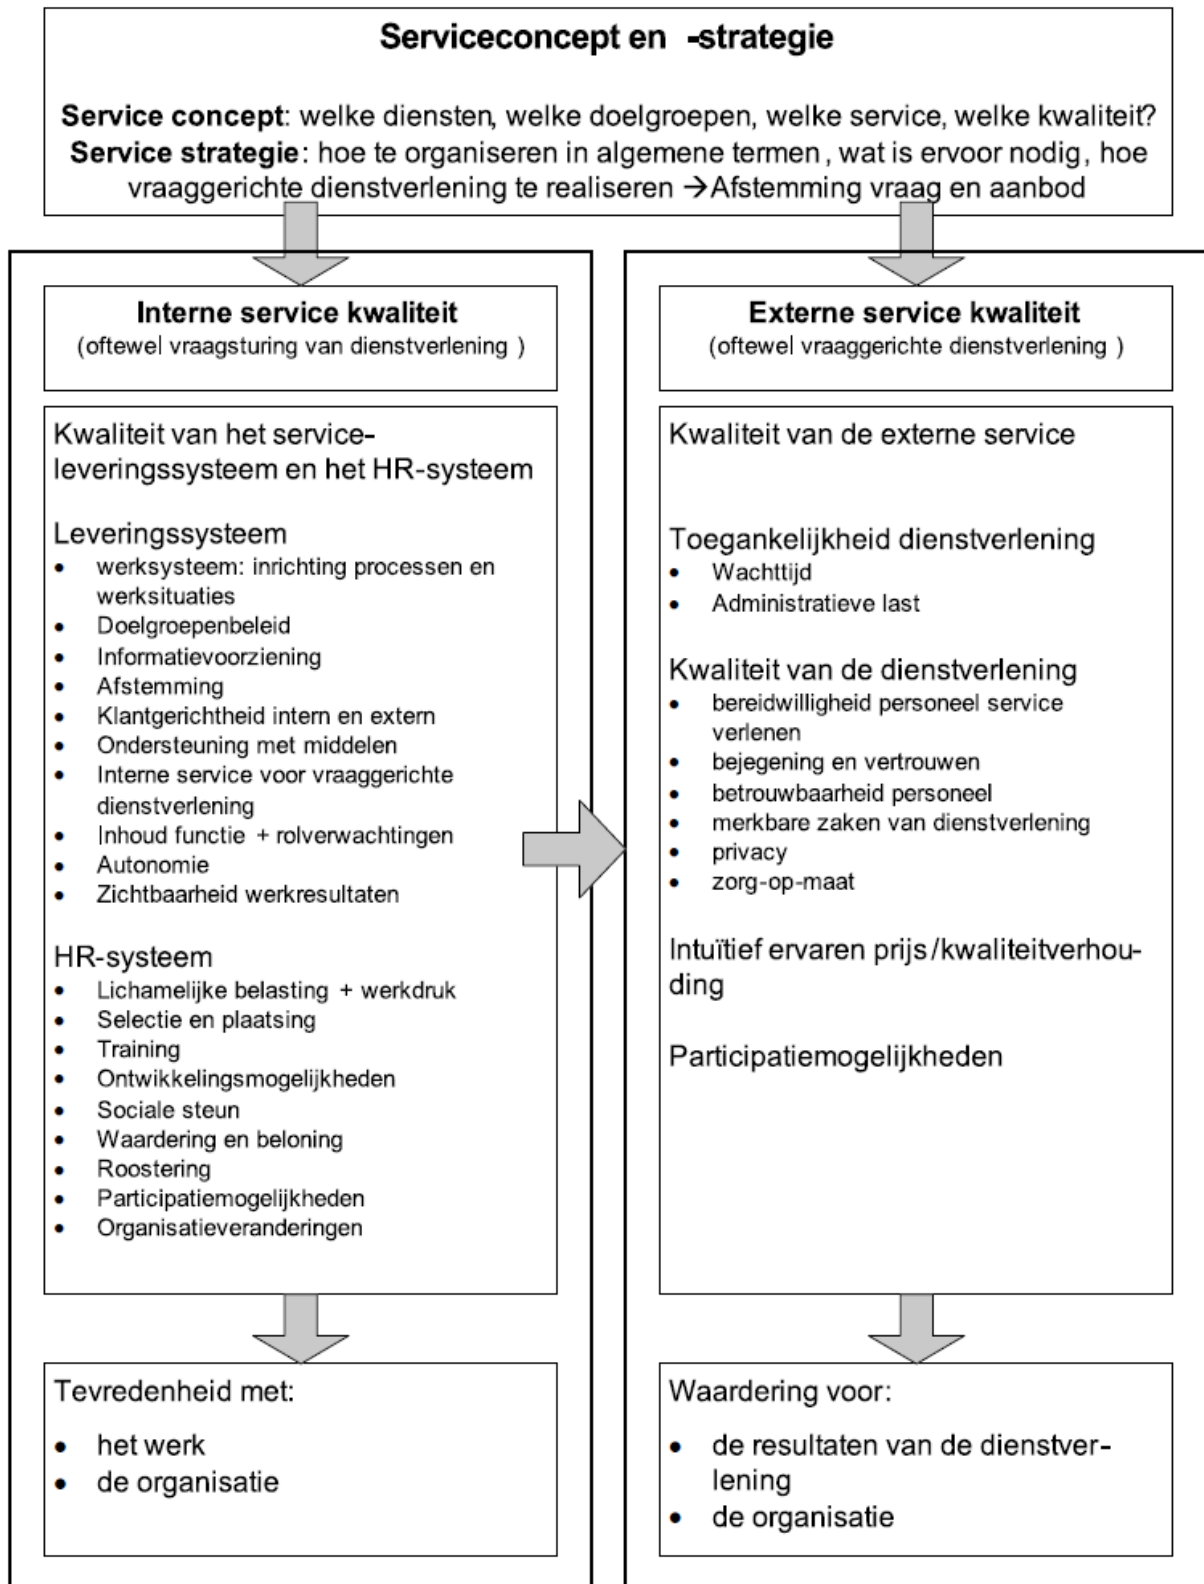 Serviceconcept en -strategie
Service concept: welke diensten, welke doelgroepen, welke service, welke kwaliteit?
Service strategie: hoe te organiseren in algemene termen, wat is ervoor nodig, hoe
vraaggerichte dienstverlening te realiseren →Afstemming vraag en aanbod
Interne service kwaliteit
(oftewel vraagsturing van dienstverlening )
Kwaliteit van het service-
leveringssysteem en het HR-systeem
Leveringssysteem
• werksysteem: inrichting processen en
werksituaties
• Doelgroepenbeleid
• Informatievoorziening
• Afstemming
• Klantgerichtheid intern en extern
• Ondersteuning met middelen
• Interne service voor vraaggerichte
dienstverlening
• Inhoud functie + rolverwachtingen
• Autonomie
• Zichtbaarheid werkresultaten
HR-systeem
• Lichamelijke belasting + werkdruk
• Selectie en plaatsing
• Training
• Ontwikkelingsmogelijkheden
• Sociale steun
• Waardering en beloning
• Roostering
• Participatiemogelijkheden
• Organisatieveranderingen
Tevredenheid met:
• het werk
• de organisatie
Externe service kwaliteit
(oftewel vraaggerichte dienstverlening )
Kwaliteit van de externe service
Toegankelijkheid dienstverlening
• Wachttijd
• Administratieve last
Kwaliteit van de dienstverlening
• bereidwilligheid personeel service
verlenen
• bejegening en vertrouwen
• betrouwbaarheid personeel
• merkbare zaken van dienstverlening
• privacy
• zorg-op-maat
Intuïtief ervaren prijs/kwaliteitverhou-
ding
Participatiemogelijkheden
Waardering voor:
• de resultaten van de dienstver-
lening
• de organisatie